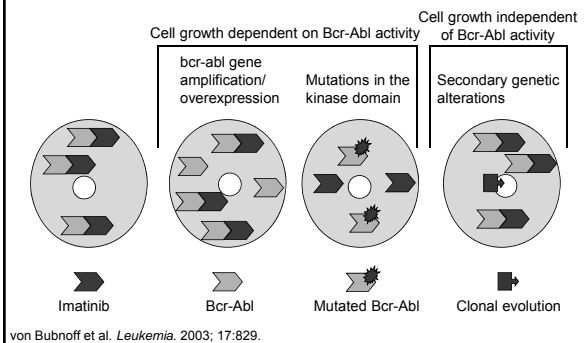 Cell growth dependent on Bcr-Abl activity
Cell growth independent
of Bcr-Abl activity
bcr-abl gene
amplification/
overexpression
Mutations in the
kinase domain
Secondary genetic
alterations
Imatinib
Bcr-Abl
Mutated Bcr-Abl
Clonal evolution
von Bubnoff et al. Leukemia. 2003; 17:829.